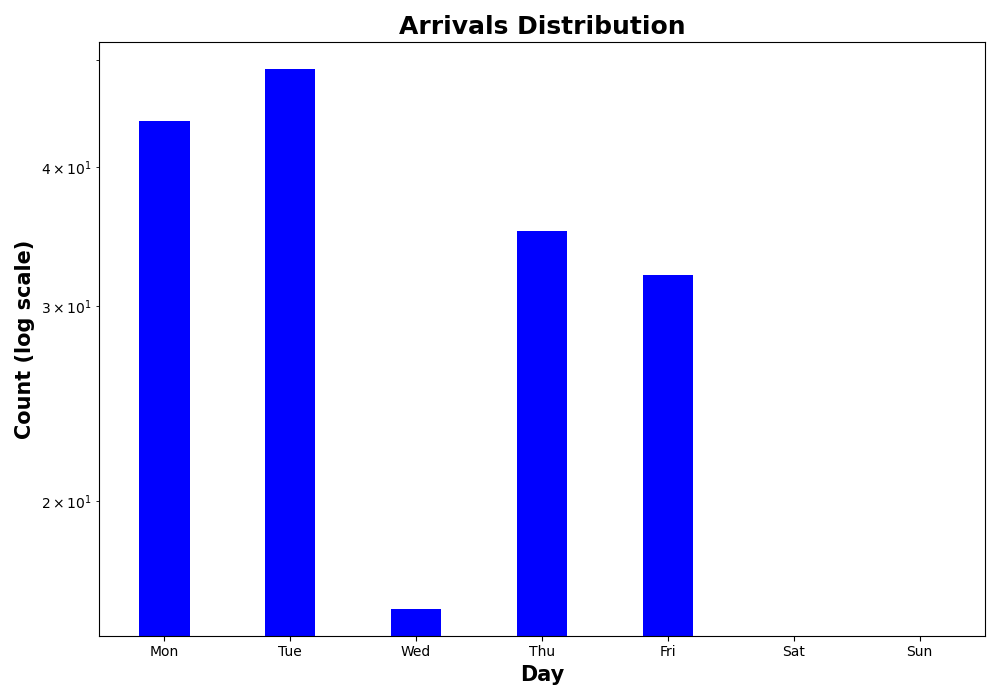 Arrivals Distribution
Count (log scale)
4 × 10¹
3 × 10¹
2 × 10¹
Mon Tue Wed Thu Fri Sat Sun
Day